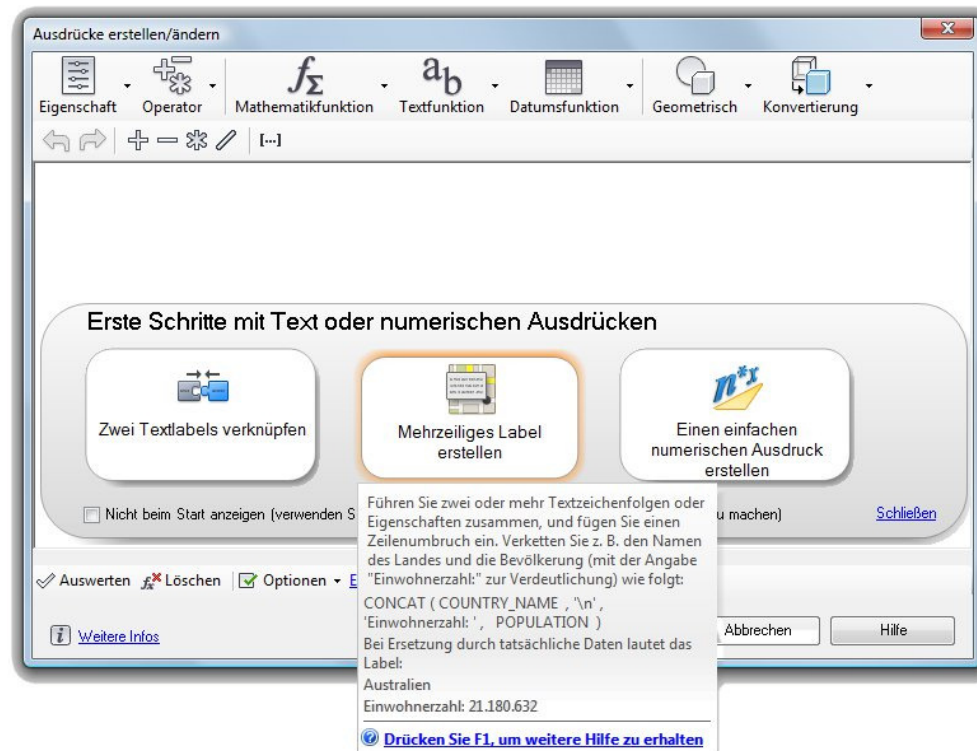 Ausdrücke erstellen/ändern
Eigenschaft Operator Mathematikfunktion Textfunktion Datumsfunktion Geometrisch Konvertierung
[...]
Erste Schritte mit Text oder numerischen Ausdrücken
Zwei Textlabels verknüpfen
Mehrzeiliges Label
erstellen
Einen einfachen
numerischen Ausdruck
erstellen
Nicht beim Start anzeigen (verwenden S
u machen)
Schließen
Führen Sie zwei oder mehr Textzeichenfolgen oder
Eigenschaften zusammen, und fügen Sie einen
Zeilenumbruch ein. Verketten Sie z. B. den Namen
des Landes und die Bevölkerung (mit der Angabe
"Einwohnerzahl:" zur Verdeutlichung) wie folgt:
CONCAT ( COUNTRY_NAME , '\n' ,
'Einwohnerzahl: ' , POPULATION )
Bei Ersetzung durch tatsächliche Daten lautet das
Label:
Australien
Einwohnerzahl: 21.180.632
Drücken Sie F1, um weitere Hilfe zu erhalten
Auswerten Löschen Optionen
Weitere Infos
Abbrechen
Hilfe